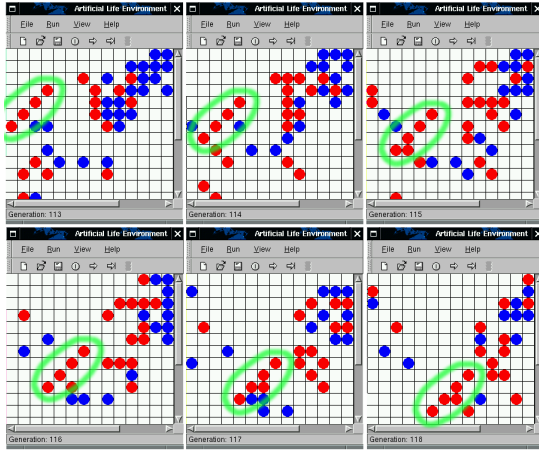 Artificial Life Environment
File Run View Help
Generation: 113
Artificial Life Environment
File Run View Help
Generation: 114
Artificial Life Environment
File Run View Help
Generation: 115
Artificial Life Environment
File Run View Help
Generation: 116
Artificial Life Environment
File Run View Help
Generation: 117
Artificial Life Environment
File Run View Help
Generation: 118